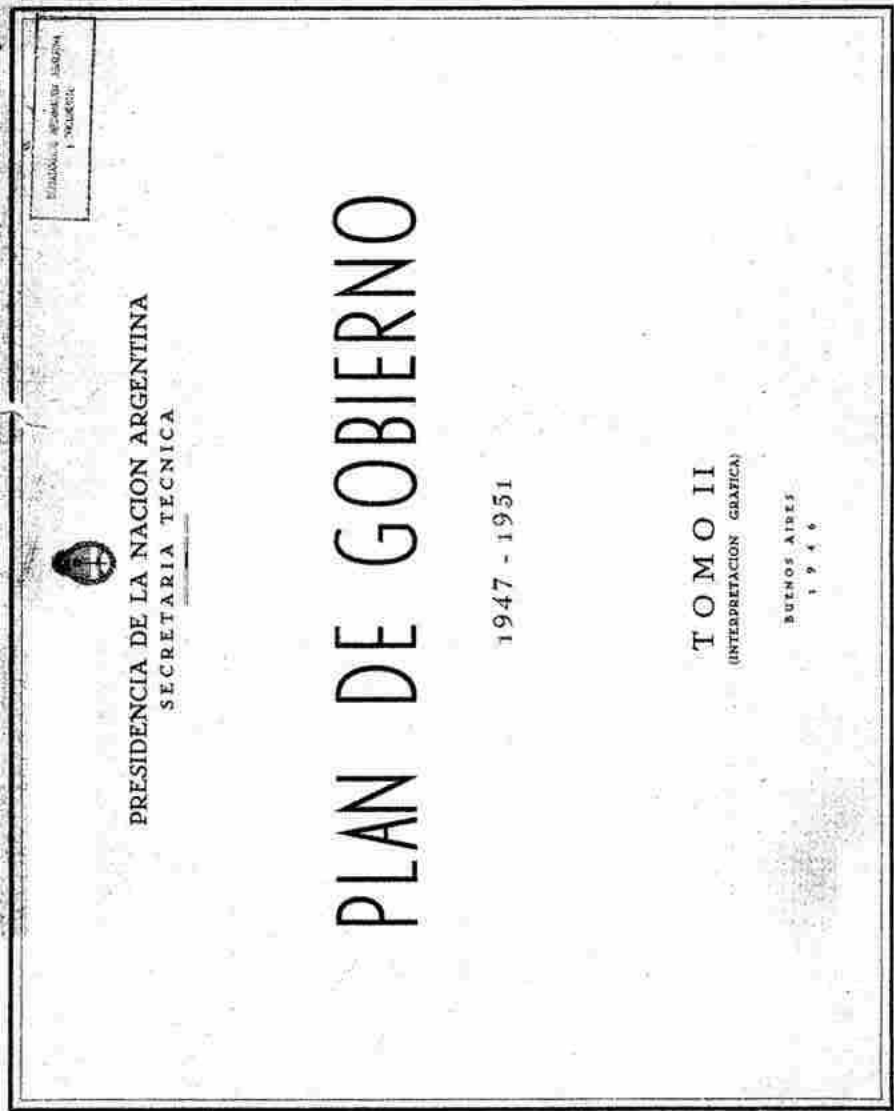 PRESIDENCIA DE LA NACION ARGENTINA
SECRETARIA TECNICA
PLAN DE GOBIERNO
1947 - 1951
TOMO II
(INTERPRETACION GRAFICA)
BUENOS AIRES
1946